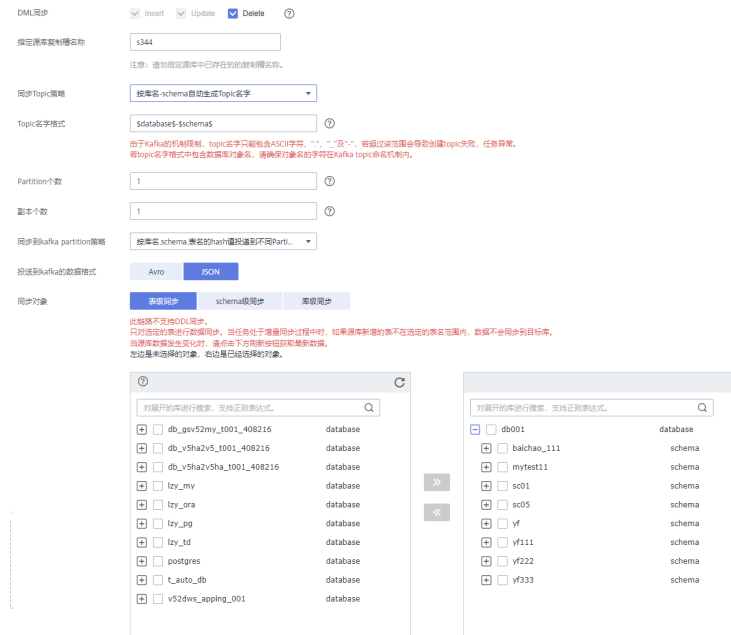 DML同步 Insert Update Delete ?
指定源库复制槽名称 s344
注意：请勿指定源库中已存在的的复制槽名称。
同步Topic策略 按库名-schema自动生成Topic名字
Topic名字格式 $database$-$schema$ ?
由于Kafka的机制限制，topic名字只能包含ASCII字符，"."，"_"及"-"，若超过该范围会导致创建topic失败，任务异常。
若topic名字格式中包含数据库对象名，请确保对象名的字符在Kafka topic命名机制内。
Partition个数 1 ?
副本个数 1 ?
同步到kafka partition策略 按库名.schema.表名的hash值投递到不同Parti...
投送到kafka的数据格式 Avro JSON
同步对象 表级同步 schema级同步 库级同步
此链路不支持DDL同步。
只对选定的表进行数据同步。当任务处于增量同步过程中时，如果源库新增的表不在选定的表名范围内，数据不会同步到目标库。
当源库数据发生变化时，请点击下方刷新按钮获取最新数据。
左边是未选择的对象，右边是已经选择的对象。
?
对展开的库进行搜索，支持正则表达式。
db_gsv52my_t001_408216 database
db_v5ha2v5_t001_408216 database
db_v5ha2v5ha_t001_408216 database
lzy_my database
lzy_ora database
lzy_pg database
lzy_td database
postgres database
t_auto_db database
v52dws_apping_001 database
对展开的库进行搜索，支持正则表达式。
db001 database
baichao_111 schema
mytest11 schema
sc01 schema
sc05 schema
yf schema
yf111 schema
yf222 schema
yf333 schema